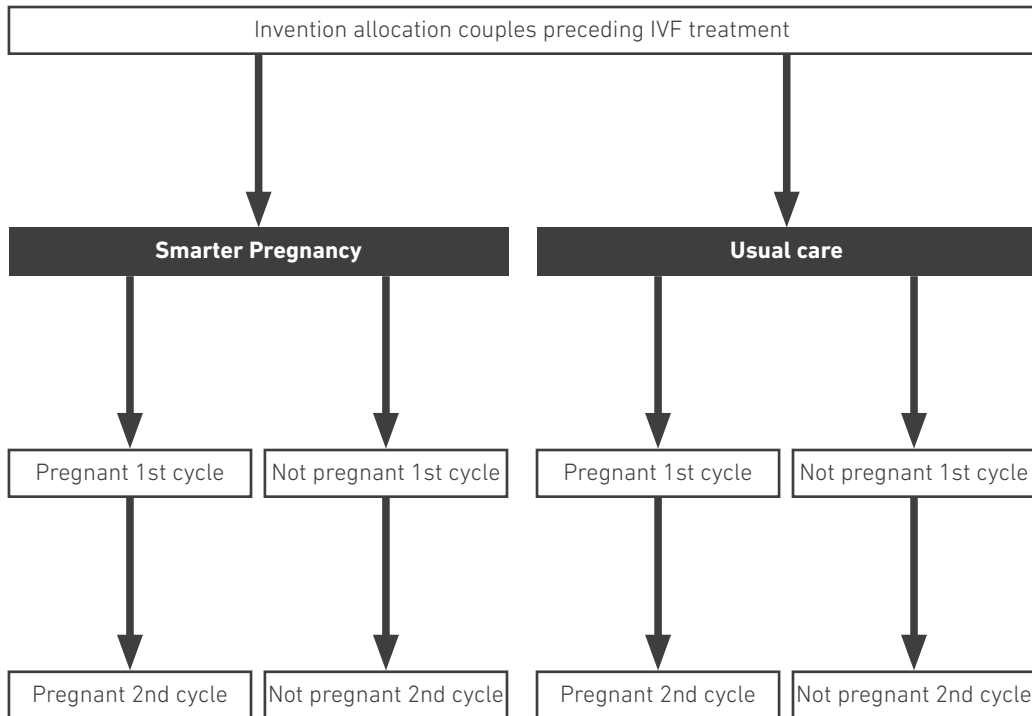 Invention allocation couples preceding IVF treatment
Smarter Pregnancy
Usual care
Pregnant 1st cycle
Not pregnant 1st cycle
Pregnant 1st cycle
Not pregnant 1st cycle
Pregnant 2nd cycle
Not pregnant 2nd cycle
Pregnant 2nd cycle
Not pregnant 2nd cycle